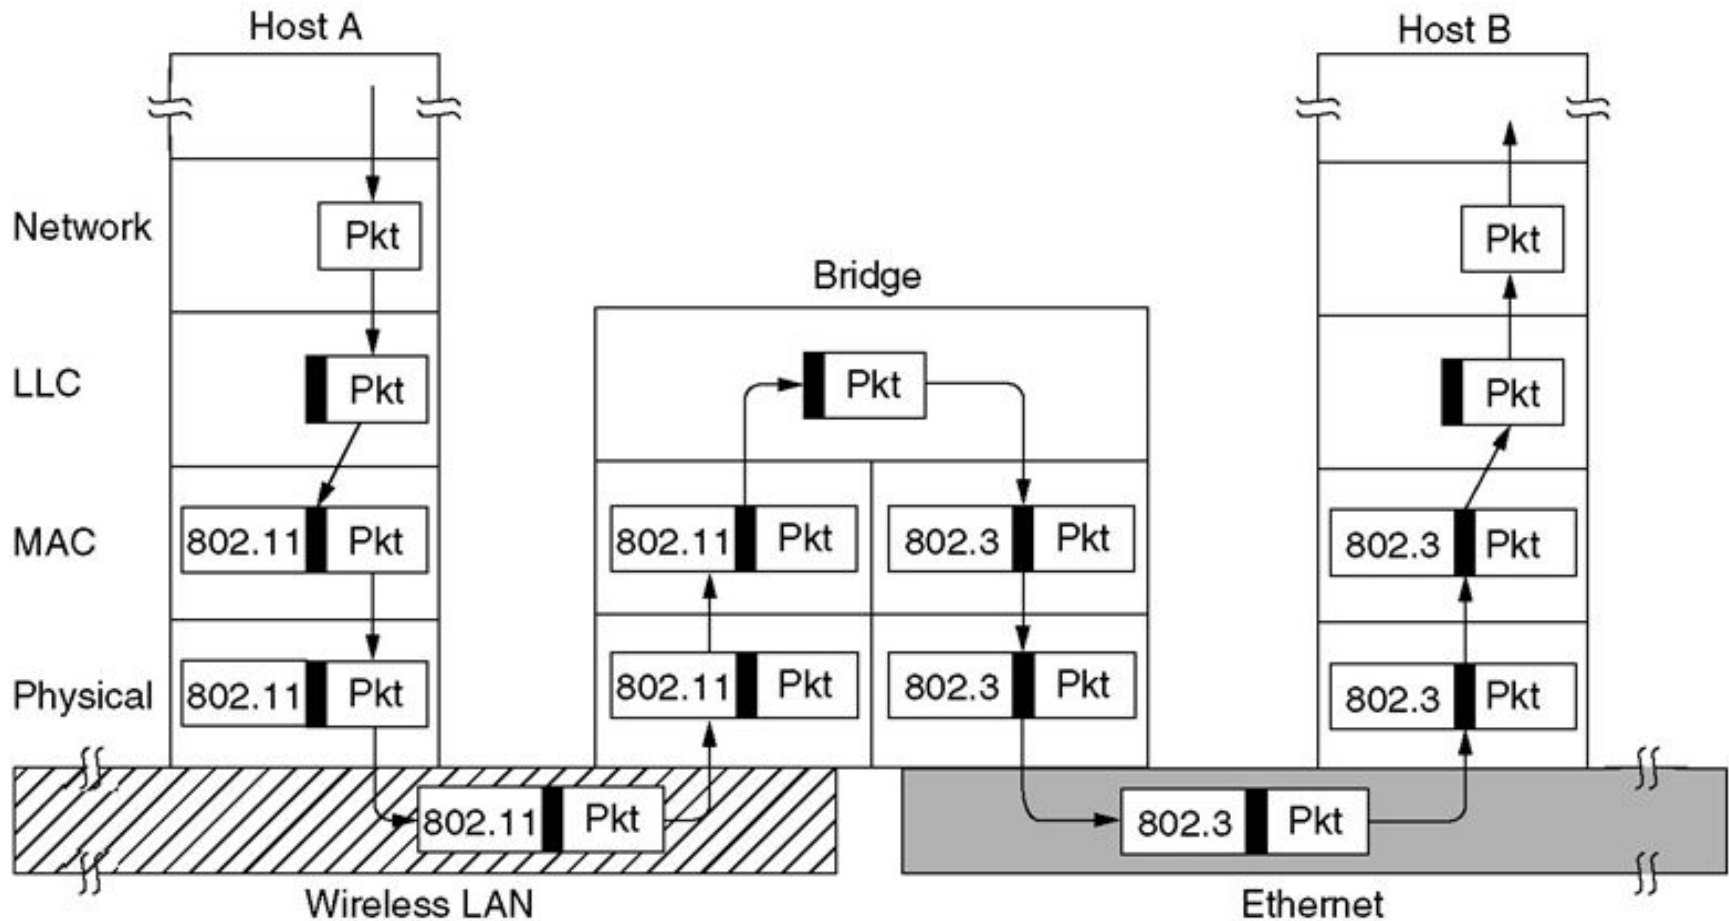 Host A
Host B
Network
Pkt
Pkt
Bridge
LLC
Pkt
Pkt
Pkt
MAC
802.11 Pkt
802.11 Pkt
802.3 Pkt
802.3 Pkt
Physical
802.11 Pkt
802.11 Pkt
802.3 Pkt
802.3 Pkt
802.11 Pkt
802.3 Pkt
Wireless LAN
Ethernet